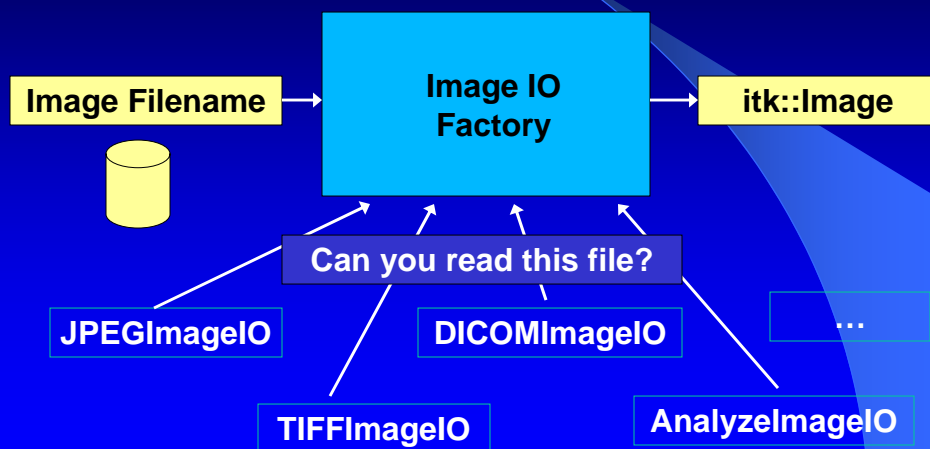 Image Filename
Image IO
Factory
itk::Image
Can you read this file?
JPEGImageIO
DICOMImageIO
...
TIFFImageIO
AnalyzeImageIO